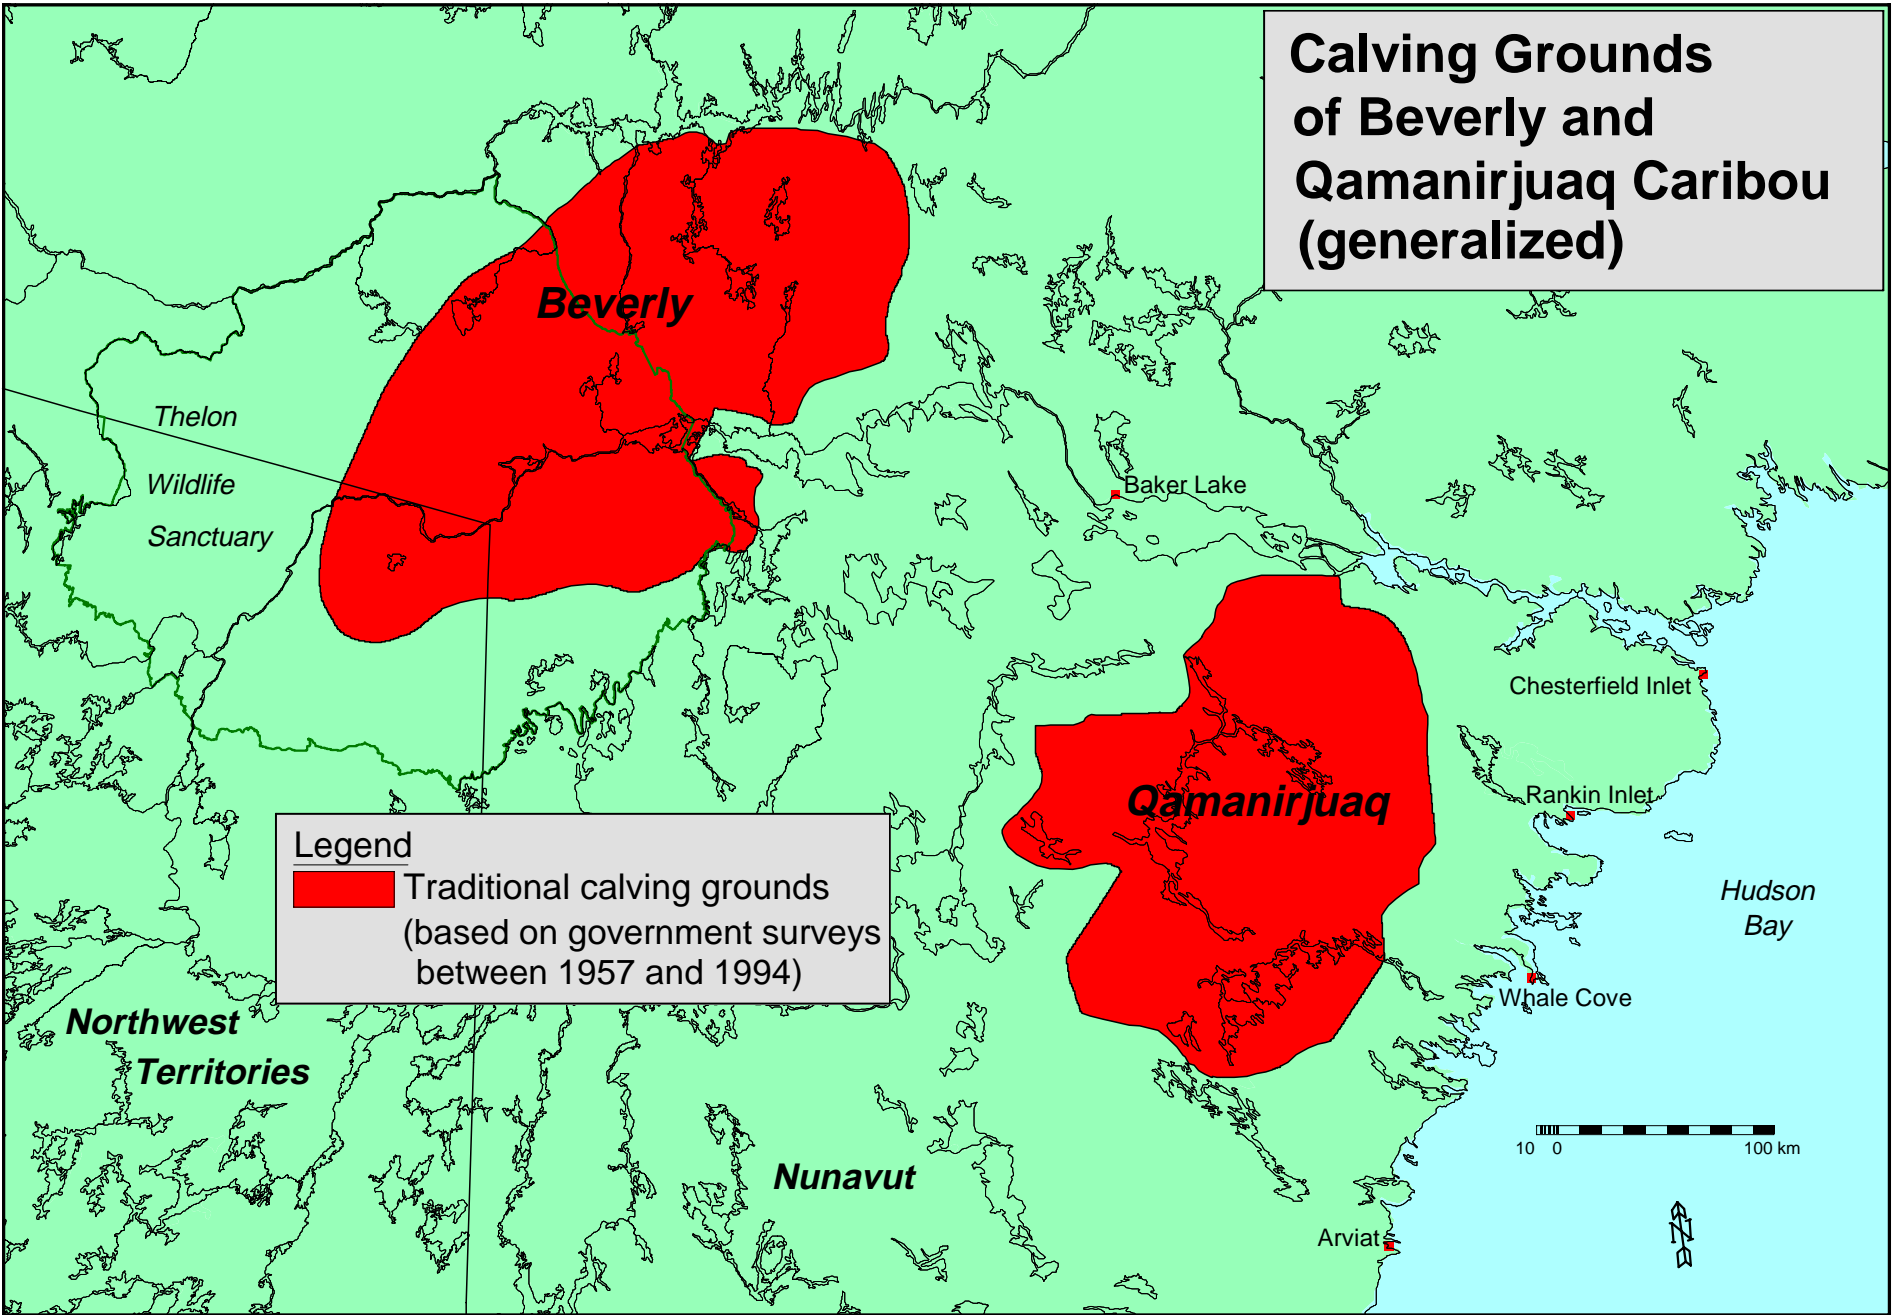 Calving Grounds
of Beverly and
Qamanirjuaq Caribou
(generalized)
Beverly
Thelon
Wildlife
Sanctuary
Baker Lake
Chesterfield Inlet
Rankin Inlet
Qamanirjuaq
Hudson
Bay
Whale Cove
Legend
Traditional calving grounds
(based on government surveys
between 1957 and 1994)
Northwest
Territories
Nunavut
10 0 100 km
N
Arviat